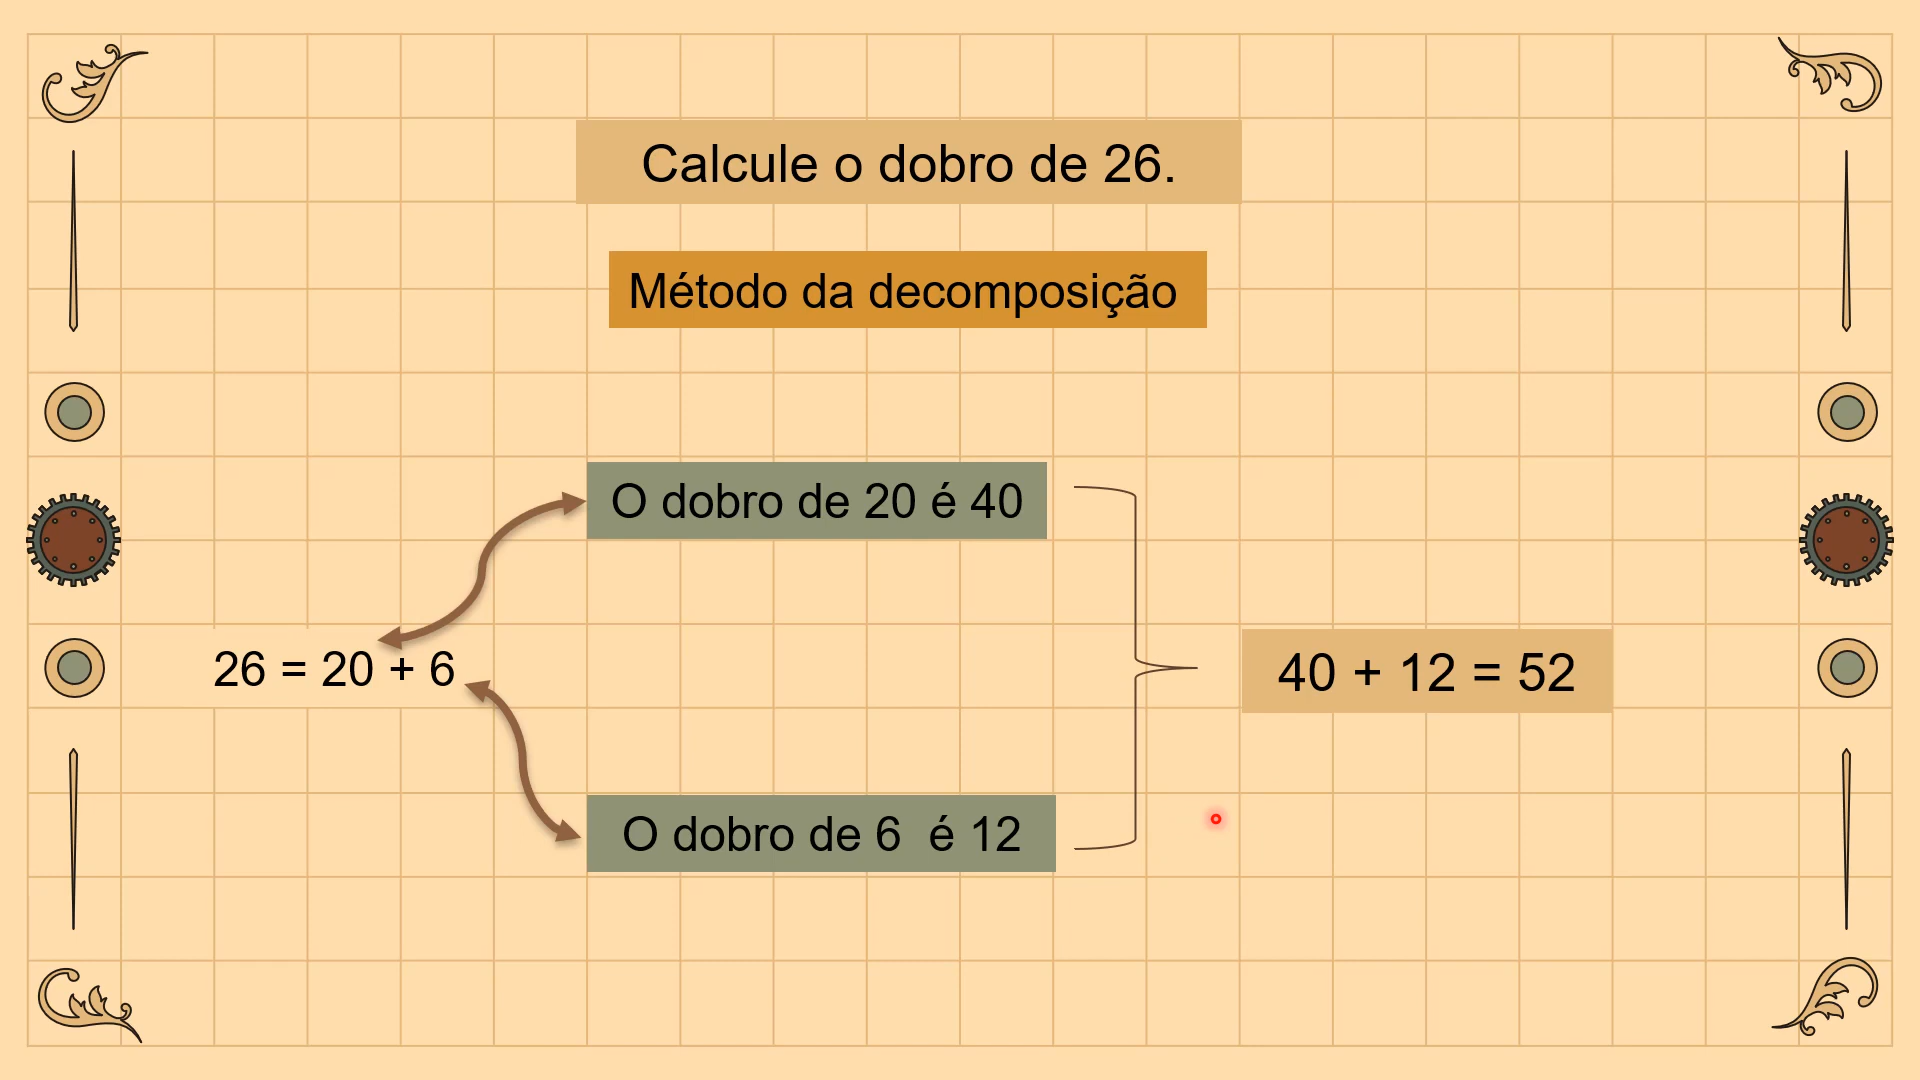 Calcule o dobro de 26.
Método da decomposição
O dobro de 20 é 40
26 = 20 + 6
40 + 12 = 52
O dobro de 6  é 12